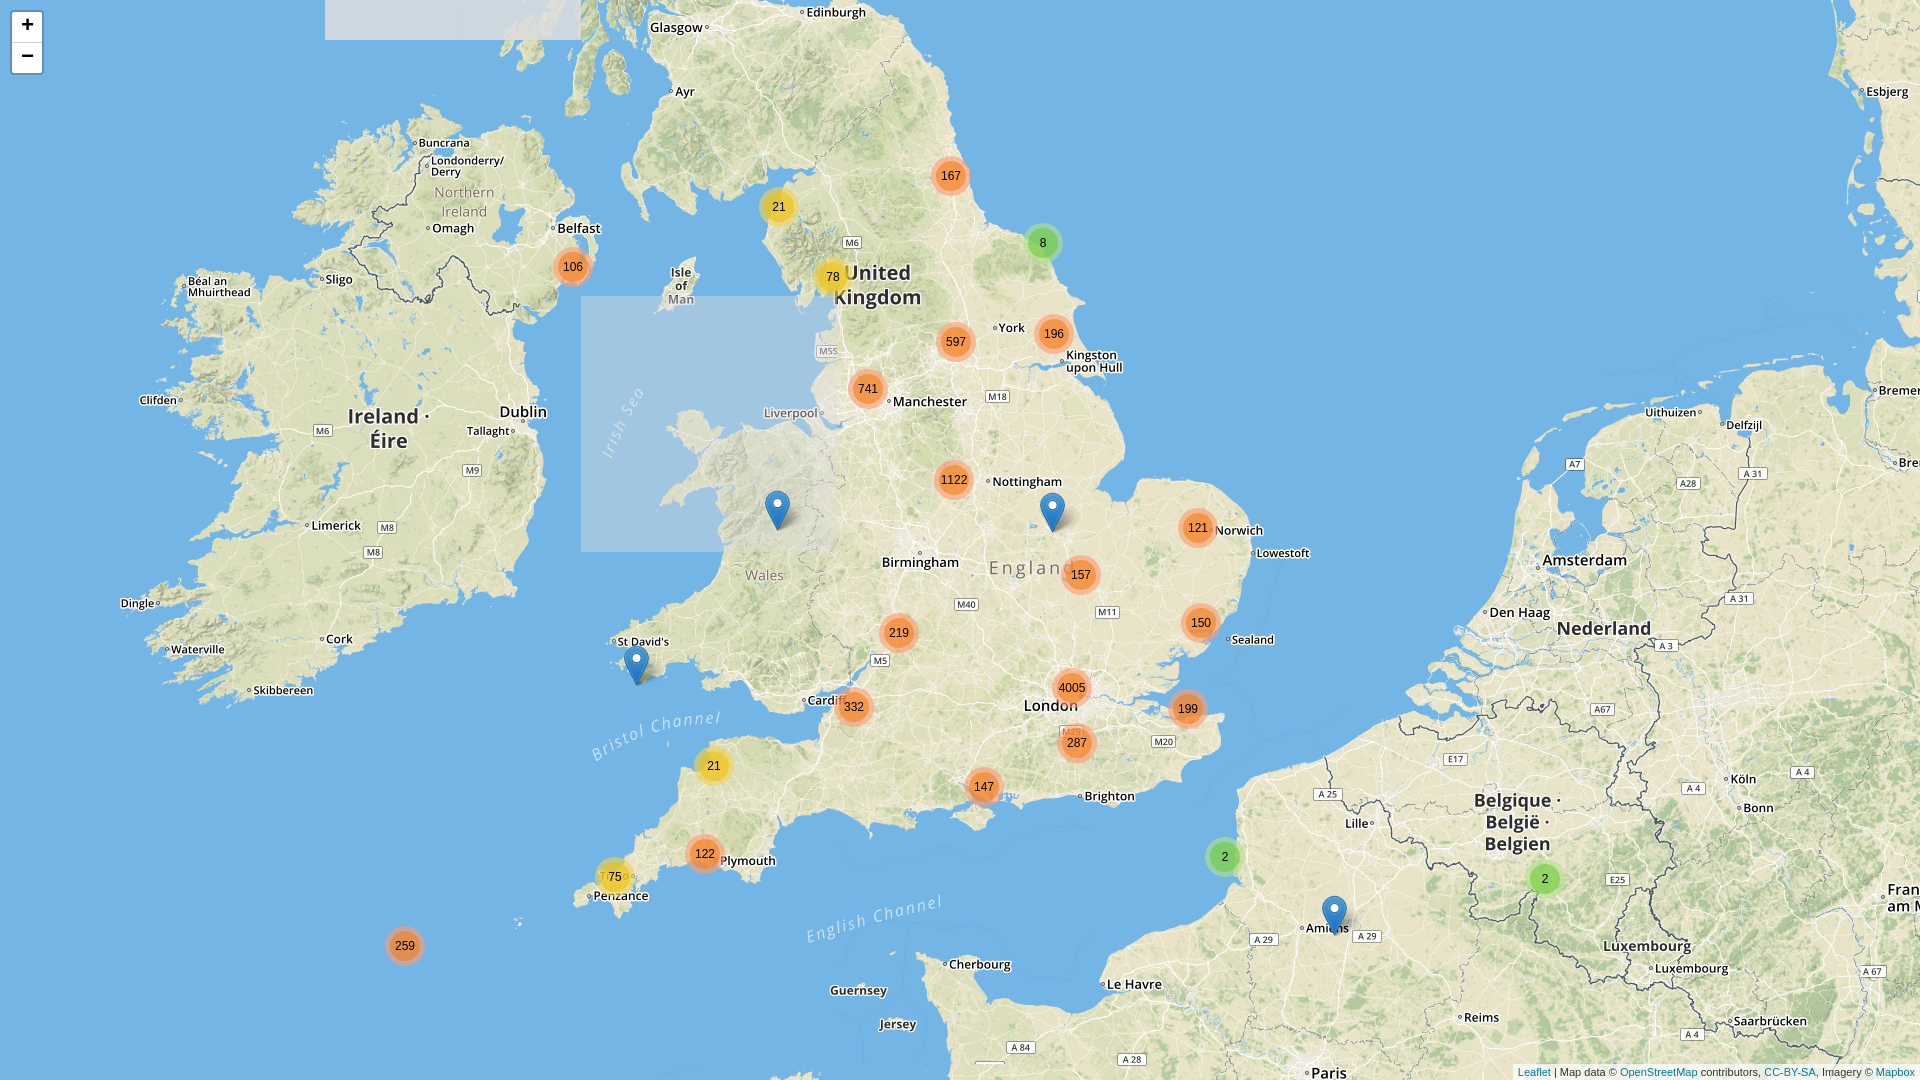 +
−
Edinburgh
Glasgow
Ayr
Esbjerg
Buncrana
Londonderry/
Derry
Northern
Ireland
Omagh
Belfast
106
167
21
8
M6
78
United
Kingdom
Isle
of
Man
Sligo
Béal an
Mhuirthead
York
196
597
Kingston
upon Hull
M55
741
Manchester
M18
Liverpool
Irish Sea
Clifden
Ireland ·
Éire
M6
Dublin
Tallaght
M9
Bremer
Uithuizen
Delfzijl
A7
A 31
A28
Bre
1122
Nottingham
Limerick
M8
M8
121
Norwich
Lowestoft
Birmingham
England
157
Wales
Amsterdam
Dingle
M40
M11
A 31
Den Haag
Nederland
150
Sealand
219
Cork
St David's
Waterville
M5
A 3
Skibbereen
4005
London
Cardiff
332
199
A67
Bristol Channel
M25
287
M20
E17
21
147
Brighton
Köln
A 4
A 4
Bonn
A 25
Lille
Belgique ·
België ·
Belgien
122
Plymouth
2
2
E25
75
Penzance
Fran
am M
English Channel
Amiens
A 29
A 29
259
Luxembourg
Luxembourg
A 67
Cherbourg
Guernsey
Le Havre
Jersey
Reims
Saarbrücken
A 4
A 84
A 28
Paris
Leaflet | Map data © OpenStreetMap contributors, CC-BY-SA, Imagery © Mapbox